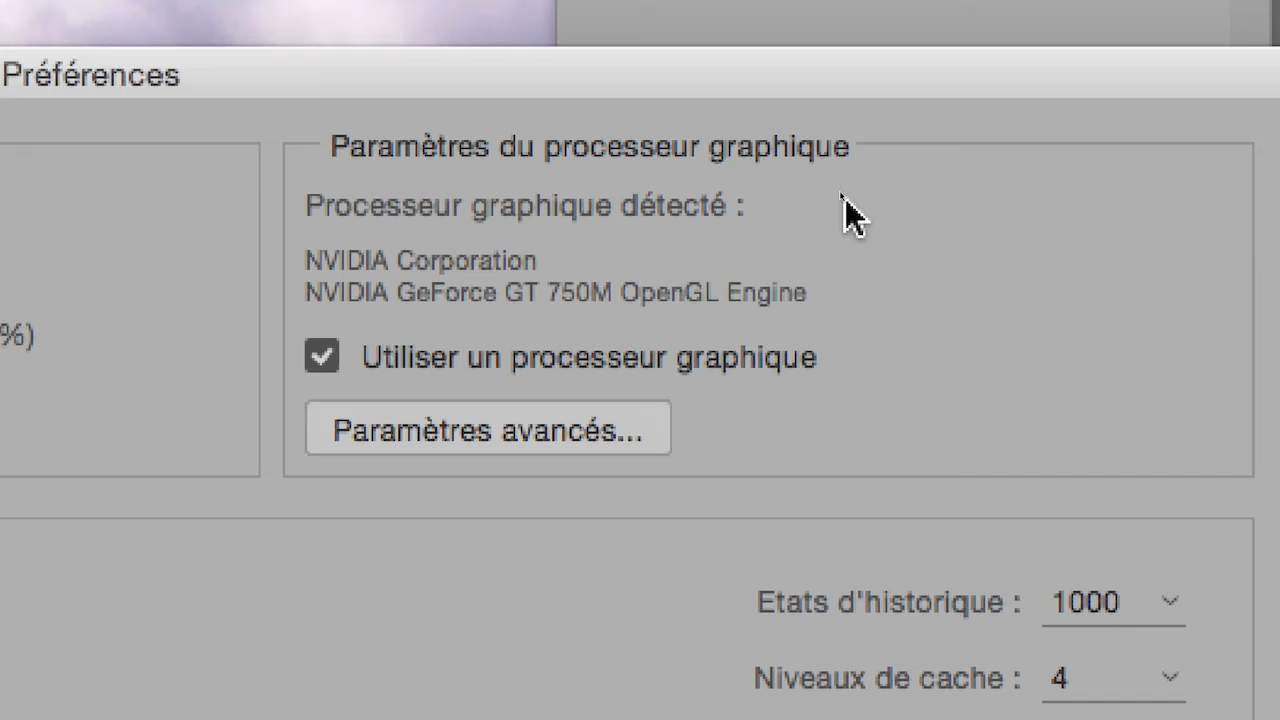 Préférences
Paramètres du processeur graphique
Processeur graphique détecté :
NVIDIA Corporation
NVIDIA GeForce GT 750M OpenGL Engine
%)
Utiliser un processeur graphique
Paramètres avancés...
Etats d'historique : 1000
Niveaux de cache : 4